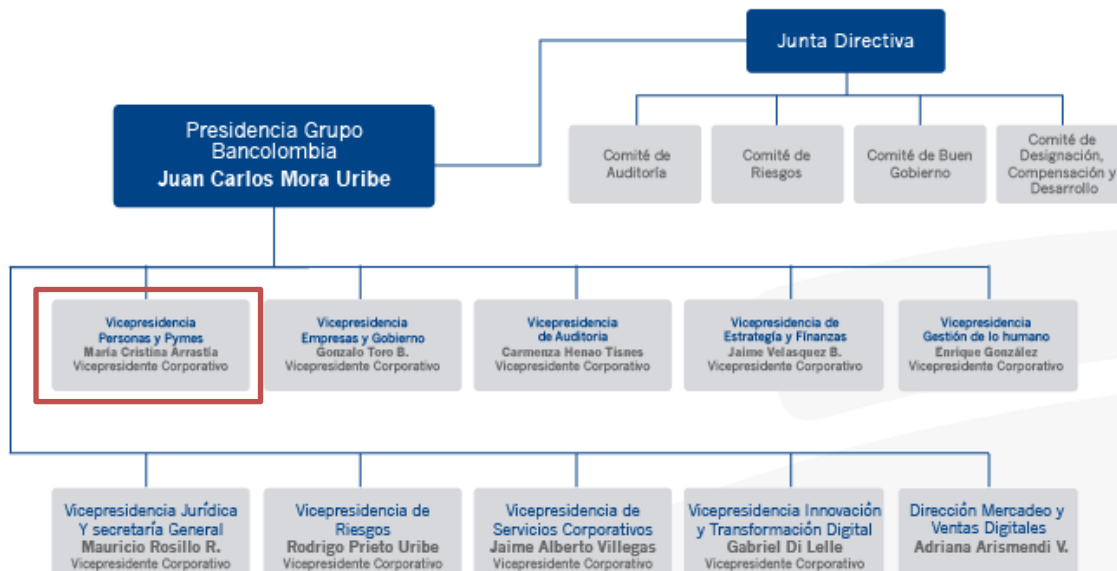 Junta Directiva
Presidencia Grupo
Bancolombia
Juan Carlos Mora Uribe
Comité de
Auditoría
Comité de
Riesgos
Comité de Buen
Gobierno
Comité de
Designación,
Compensación y
Desarrollo
Vicepresidencia
Personas y Pymes
María Cristina Arrastía
Vicepresidente Corporativo
Vicepresidencia
Empresas y Gobierno
Gonzalo Toro B.
Vicepresidente Corporativo
Vicepresidencia
de Auditoria
Carmenza Henao Tisnes
Vicepresidente Corporativo
Vicepresidencia de
Estrategía y Finanzas
Jaime Velasquez B.
Vicepresidente Corporativo
Vicepresidencia
Gestión de lo humano
Enrique González
Vicepresidente Corporativo
Vicepresidencia Jurídica
Y secretaría General
Mauricio Rosillo R.
Vicepresidente Corporativo
Vicepresidencia de
Riesgos
Rodrigo Prieto Uribe
Vicepresidente Corporativo
Vicepresidencia de
Servicios Corporativos
Jaime Alberto Villegas
Vicepresidente Corporativo
Vicepresidencia Innovación
y Transformación Digital
Gabriel Di Lelle
Vicepresidente Corporativo
Dirección Mercadeo y
Ventas Digitales
Adriana Arismendi V.